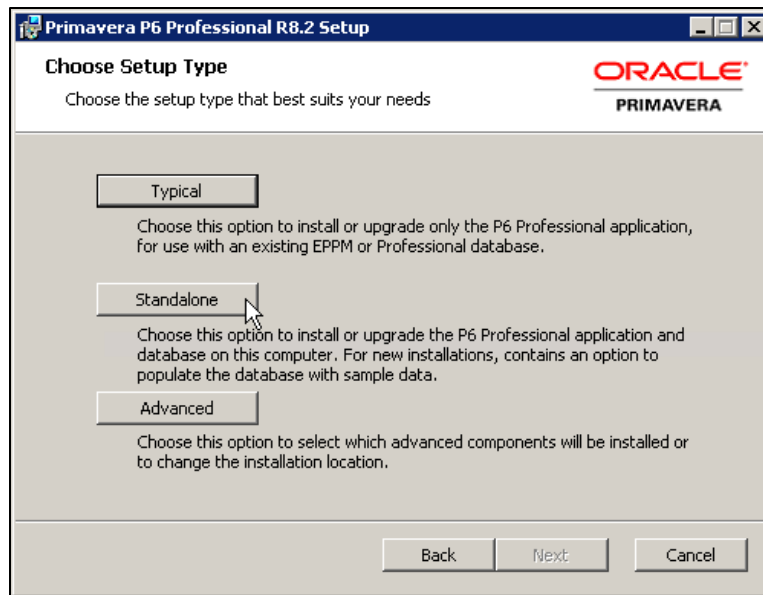 Primavera P6 Professional R8.2 Setup
Choose Setup Type
Choose the setup type that best suits your needs
ORACLE
PRIMAVERA
Typical
Choose this option to install or upgrade only the P6 Professional application,
for use with an existing EPPM or Professional database.
Standalone
Choose this option to install or upgrade the P6 Professional application and
database on this computer. For new installations, contains an option to
populate the database with sample data.
Advanced
Choose this option to select which advanced components will be installed or
to change the installation location.
Back
Next
Cancel